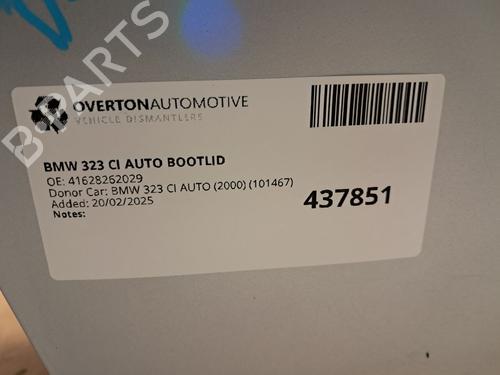 B-PARTS
OVERTONAUTOMOTIVE
VEHICLE DISMANTLERS
BMW 323 CI AUTO BOOTLID
OE: 41628262029
Donor Car: BMW 323 CI AUTO (2000) (101467)
Added: 20/02/2025
Notes:
437851